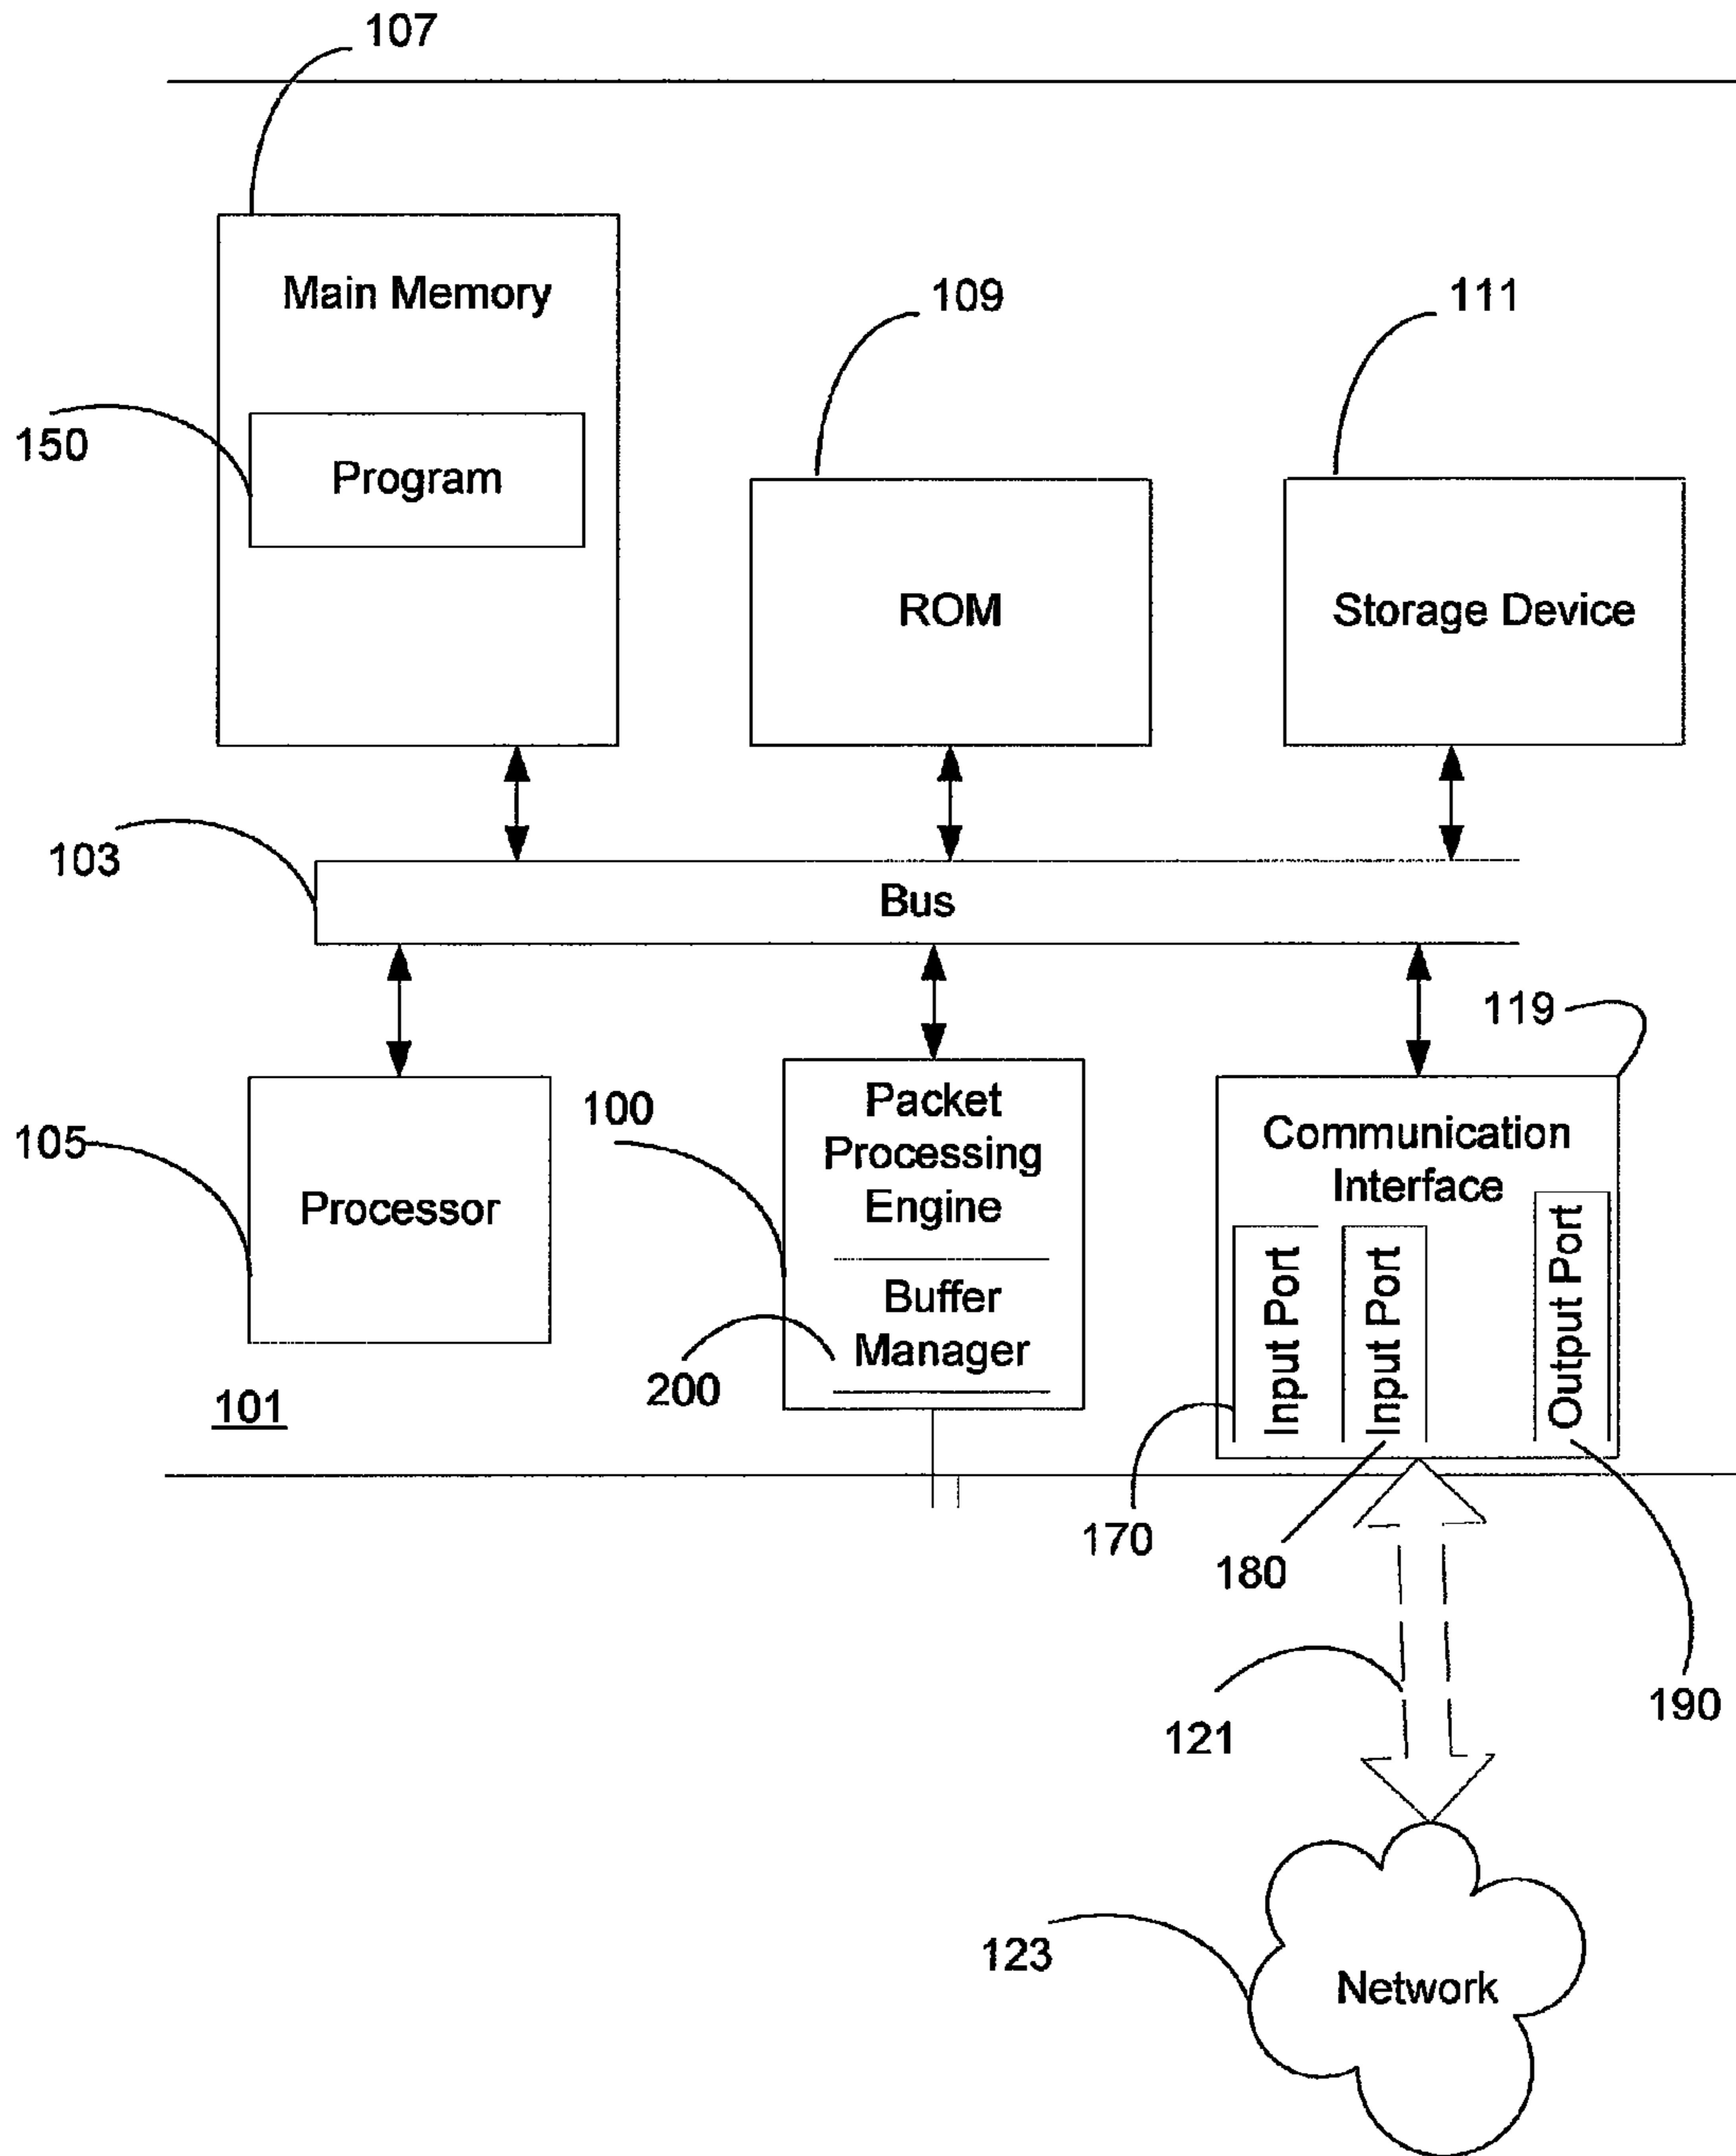 107
Main Memory
109
111
150
Program
ROM
Storage Device
103
Bus
119
100
Packet
Processing
Engine
Communication
Interface
105
Processor
Input Port
Input Port
Output Port
Buffer
Manager
200
101
170
180
190
121
123
Network